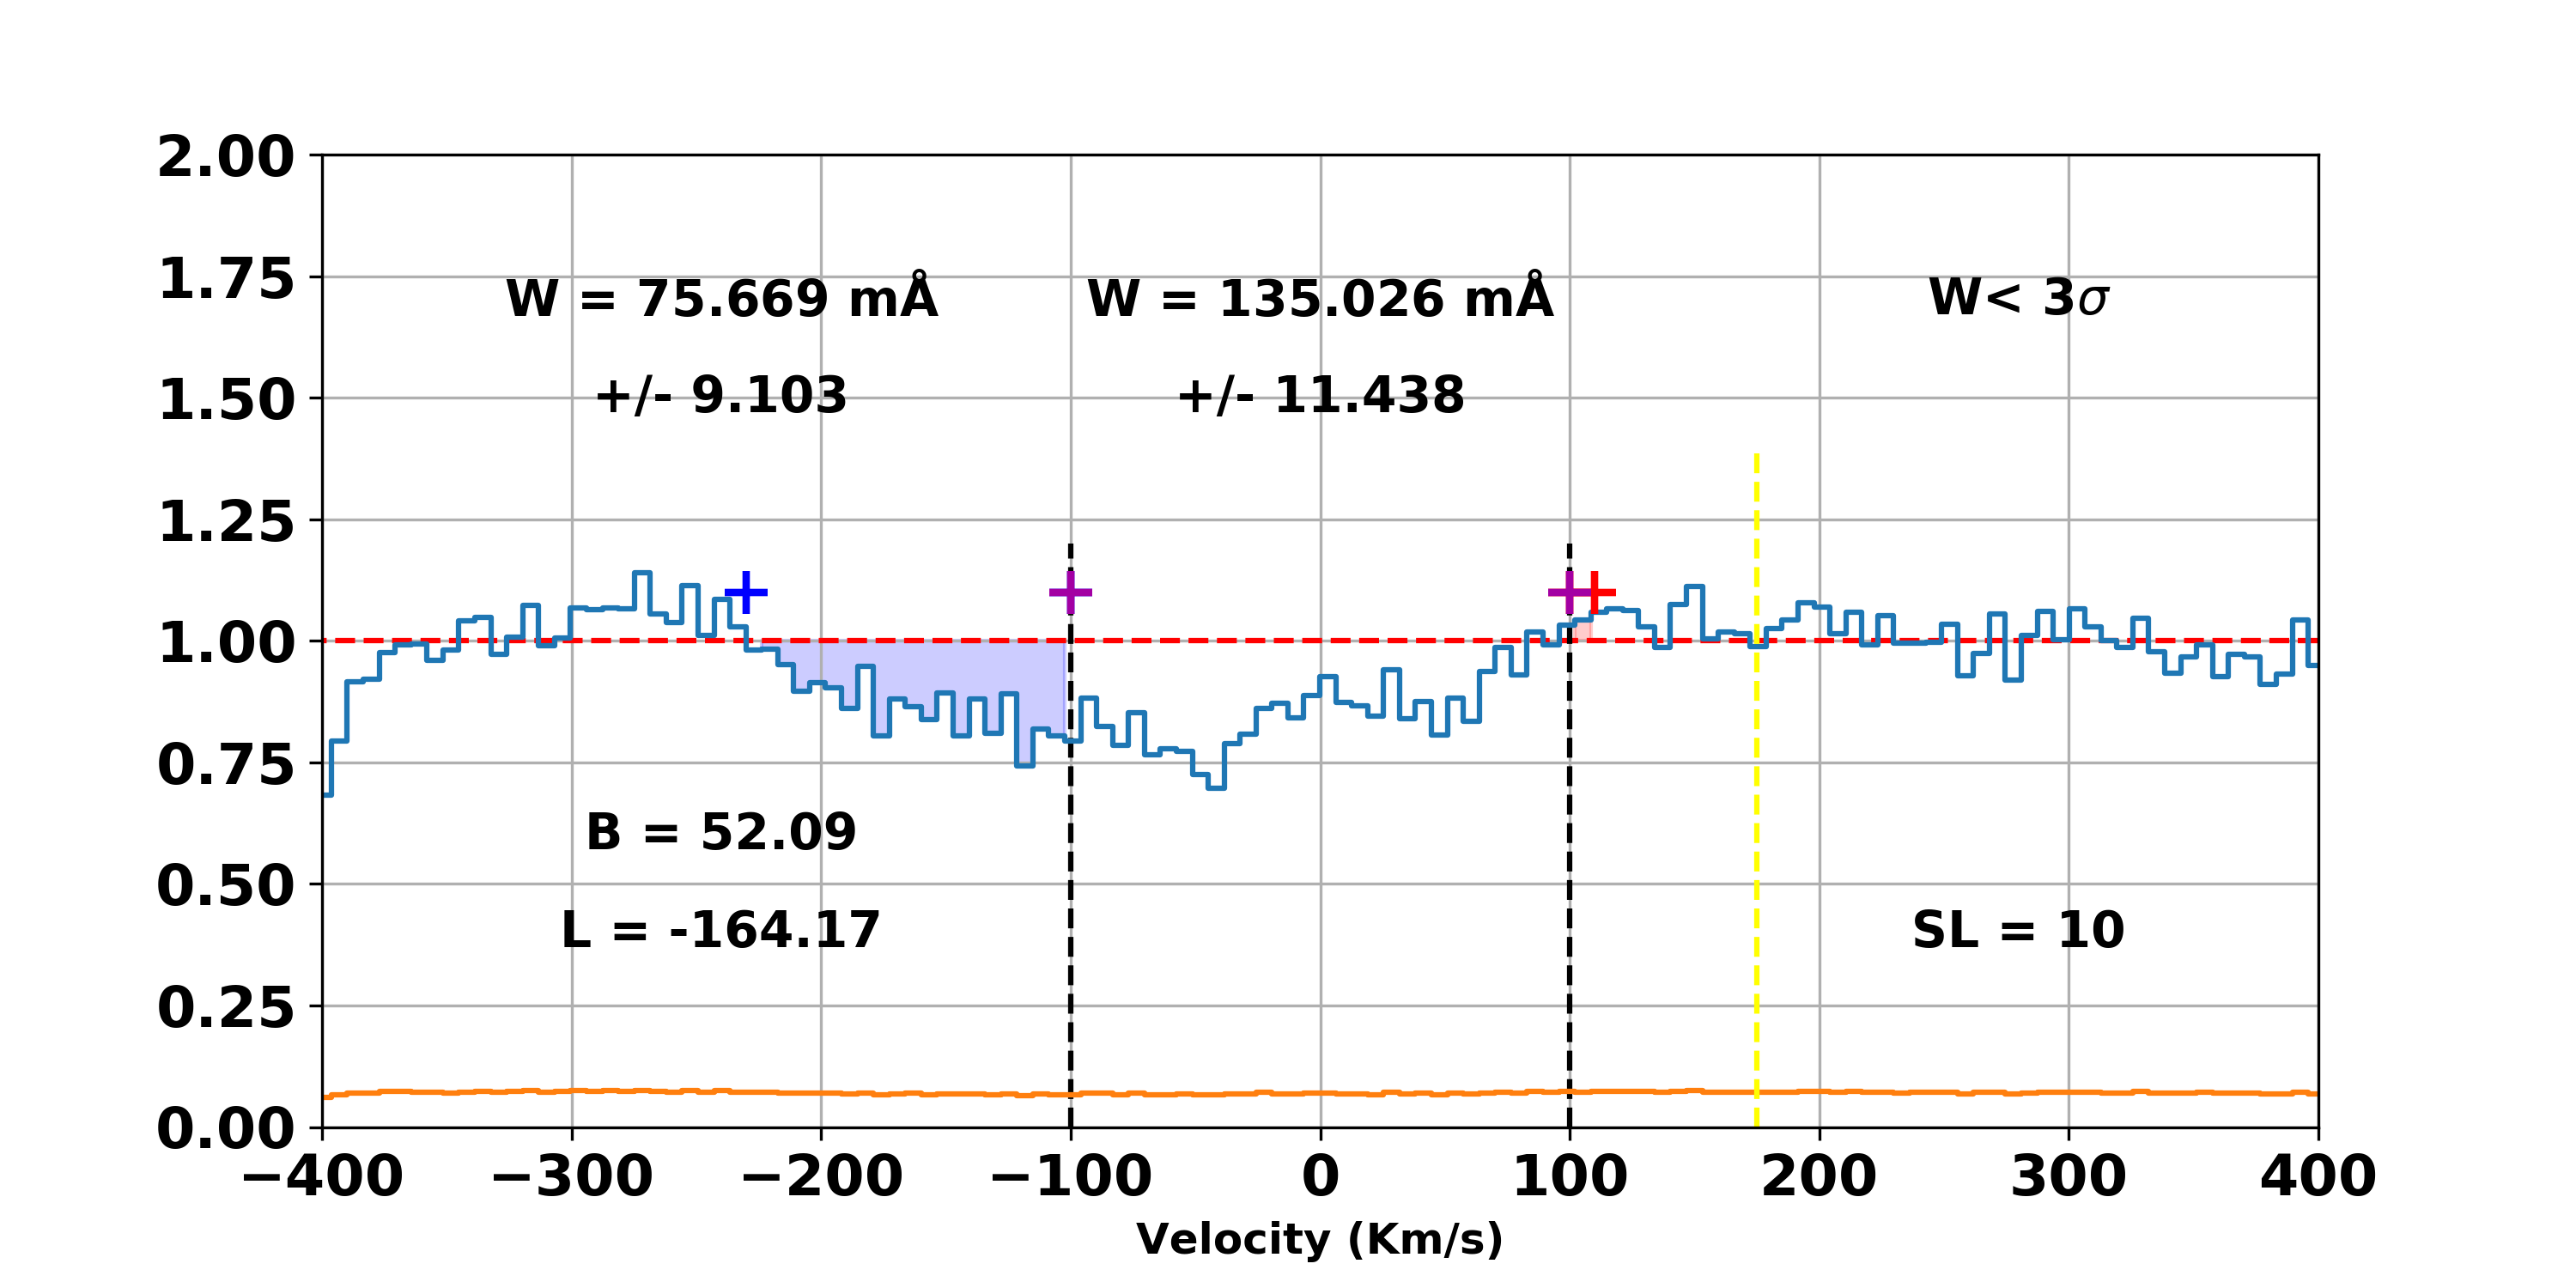 2.00
1.75
1.50
1.25
1.00
0.75
0.50
0.25
0.00
W = 75.669 mÅ
+/- 9.103
W = 135.026 mÅ
+/- 11.438
W< 3σ
B = 52.09
L = -164.17
SL = 10
−400 −300 −200 −100 0 100 200 300 400
Velocity (Km/s)